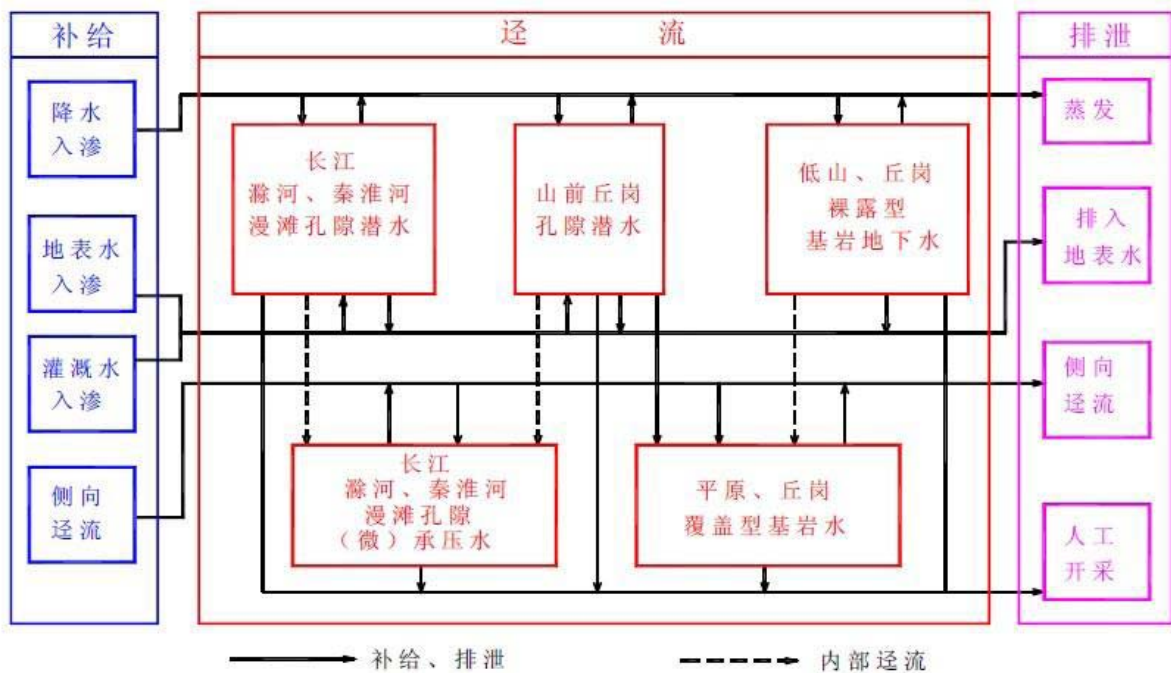 补给
降水
入渗
地表水
入渗
灌溉水
入渗
侧向
迳流
迳 流
长江
滁河、秦淮河
漫滩孔隙潜水
山前丘岗
孔隙潜水
低山、丘岗
裸露型
基岩地下水
长江
滁河、秦淮河
漫滩孔隙
（微）承压水
平原、丘岗
覆盖型基岩水
排泄
蒸发
排入
地表水
侧向
迳流
人工
开采
补给、排泄
内部迳流